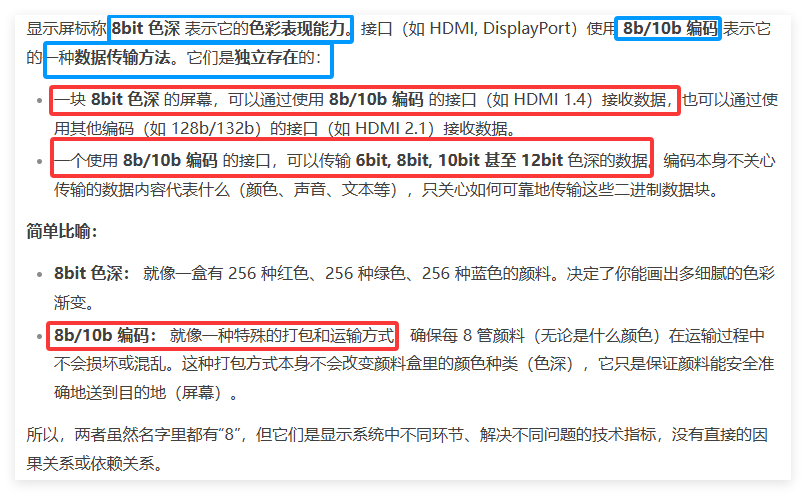 显示屏标称 8bit 色深 表示它的色彩表现能力。接口（如 HDMI, DisplayPort）使用 8b/10b 编码 表示它
的一种数据传输方法。它们是独立存在的：
• 一块 8bit 色深 的屏幕，可以通过使用 8b/10b 编码 的接口（如 HDMI 1.4）接收数据，也可以通过使
用其他编码（如 128b/132b）的接口（如 HDMI 2.1）接收数据。
• 一个使用 8b/10b 编码 的接口，可以传输 6bit, 8bit, 10bit 甚至 12bit 色深的数据。编码本身不关心
传输的数据内容代表什么（颜色、声音、文本等），只关心如何可靠地传输这些二进制数据块。
简单比喻：
• 8bit 色深： 就像一盒有 256 种红色、256 种绿色、256 种蓝色的颜料。决定了你能画出多细腻的色彩
渐变。
• 8b/10b 编码： 就像一种特殊的打包和运输方式，确保每 8 管颜料（无论是什么颜色）在运输过程中
不会损坏或混乱。这种打包方式本身不会改变颜料盒里的颜色种类（色深），它只是保证颜料能安全准
确地送到目的地（屏幕）。
所以，两者虽然名字里都有“8”，但它们是显示系统中不同环节、解决不同问题的技术指标，没有直接的因
果关系或依赖关系。